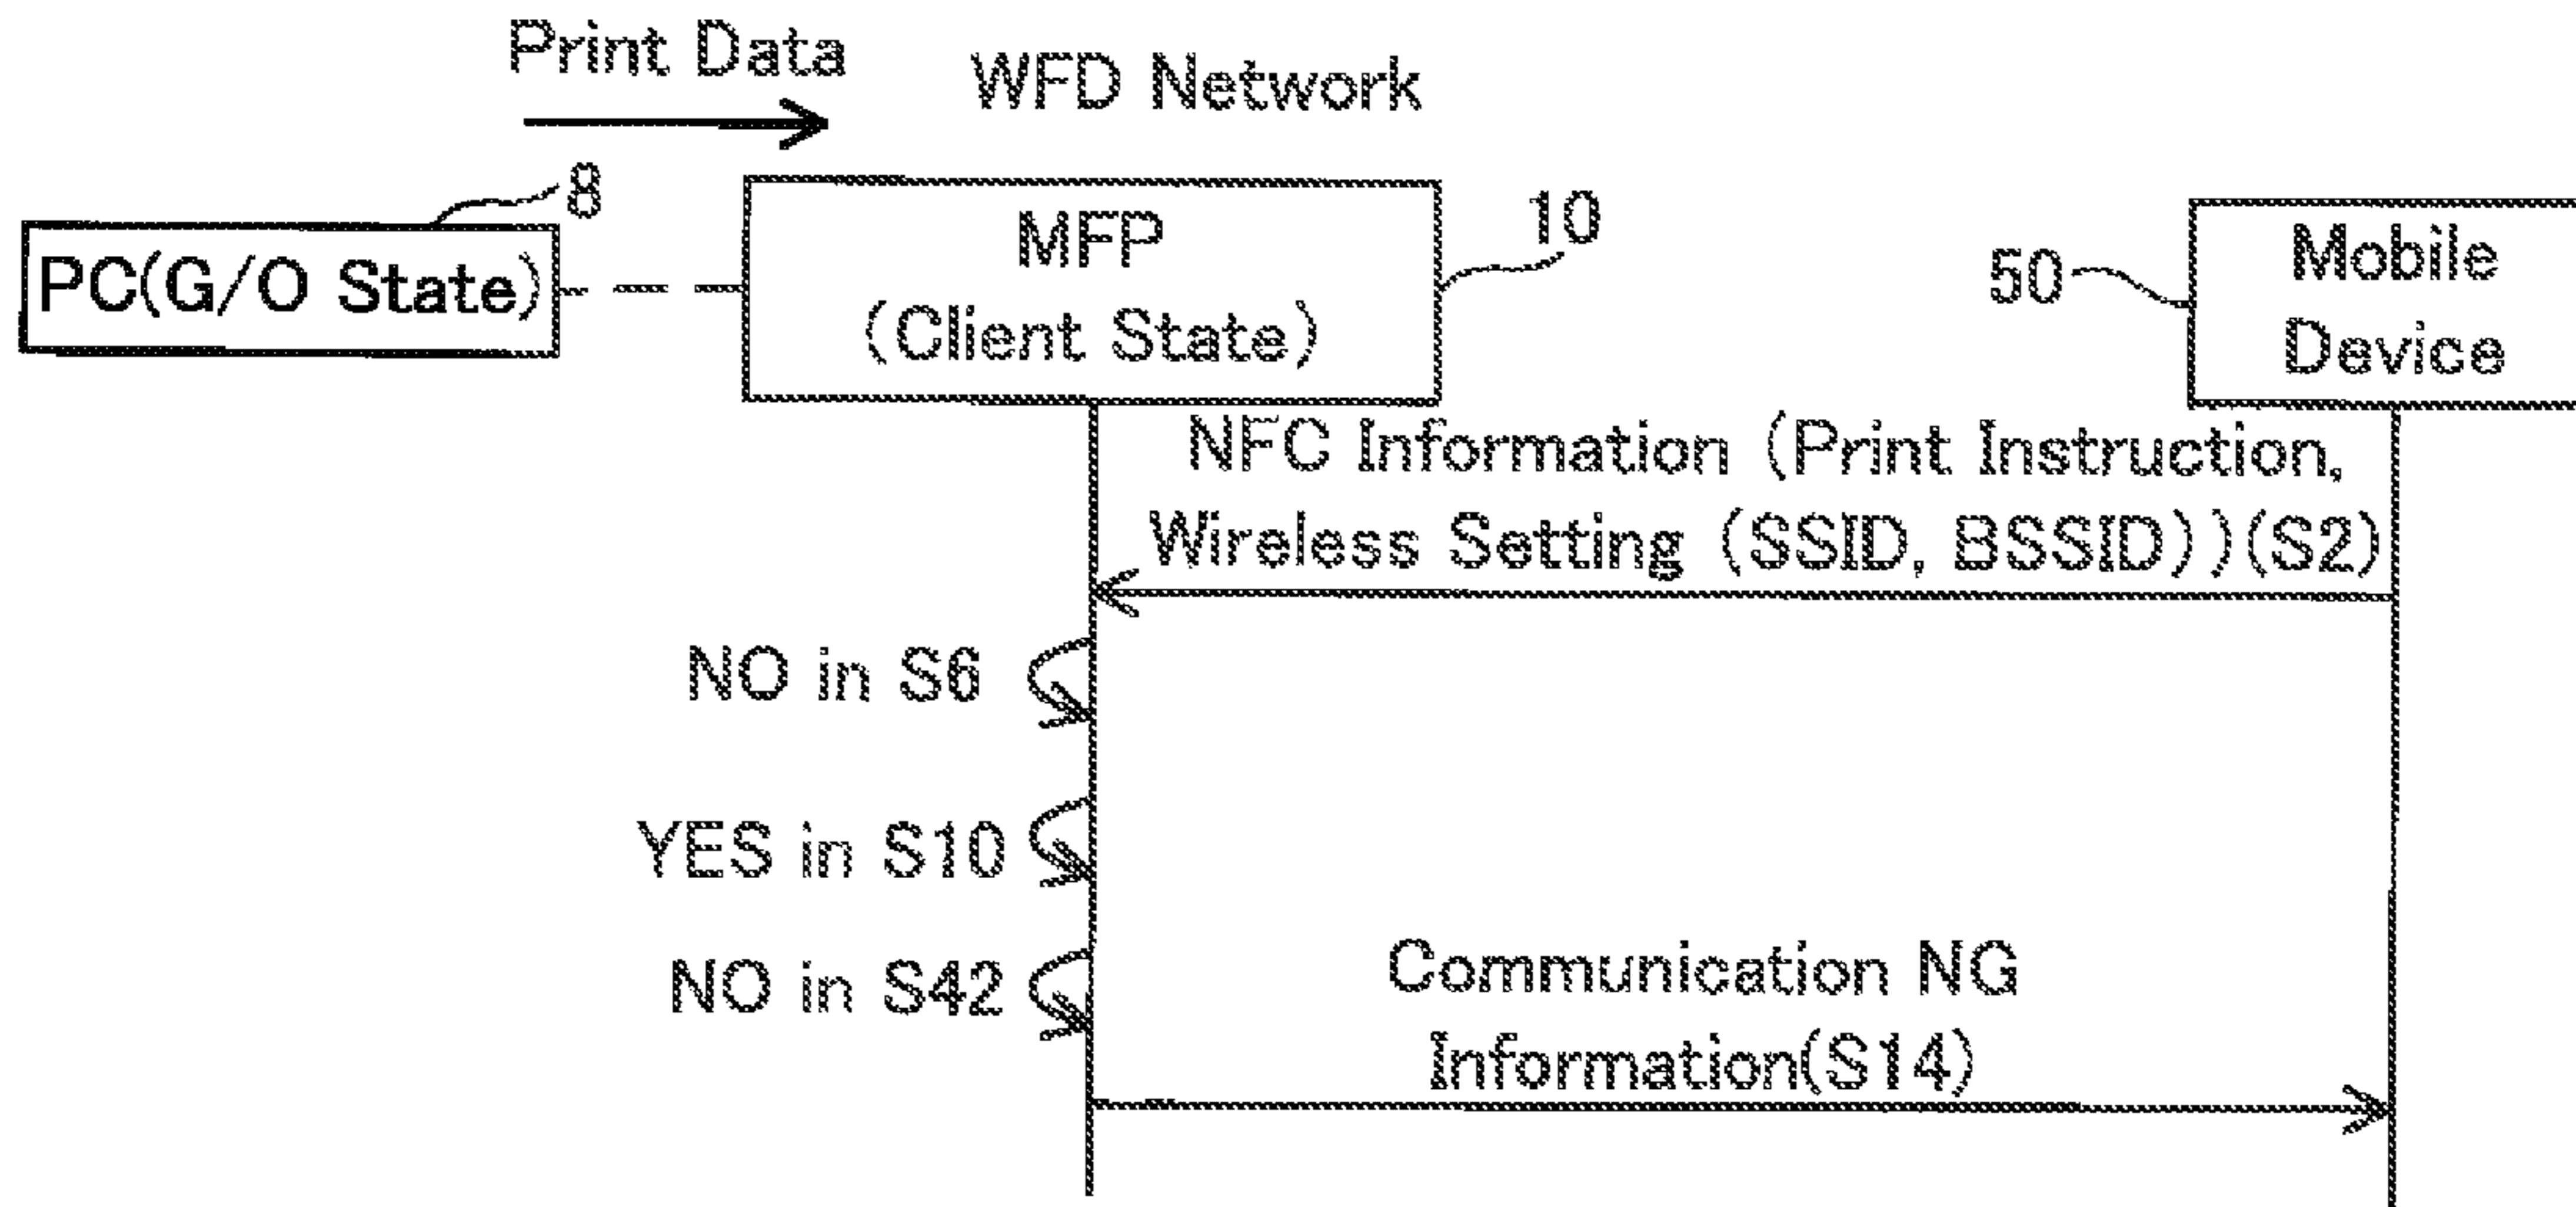 Print Data
WFD Network
8
PC(G/O State)
MFP
(Client State)
10
50
Mobile
Device
NFC Information (Print Instruction,
Wireless Setting (SSID, BSSID))(S2)
NO in S6
YES in S10
NO in S42
Communication NG
Information(S14)